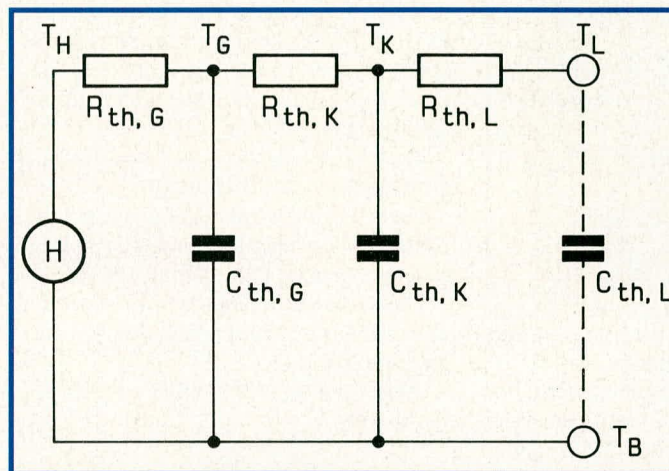 T_H T_G T_K T_L
R_th,G R_th,K R_th,L
H C_th,G C_th,K C_th,L
T_B